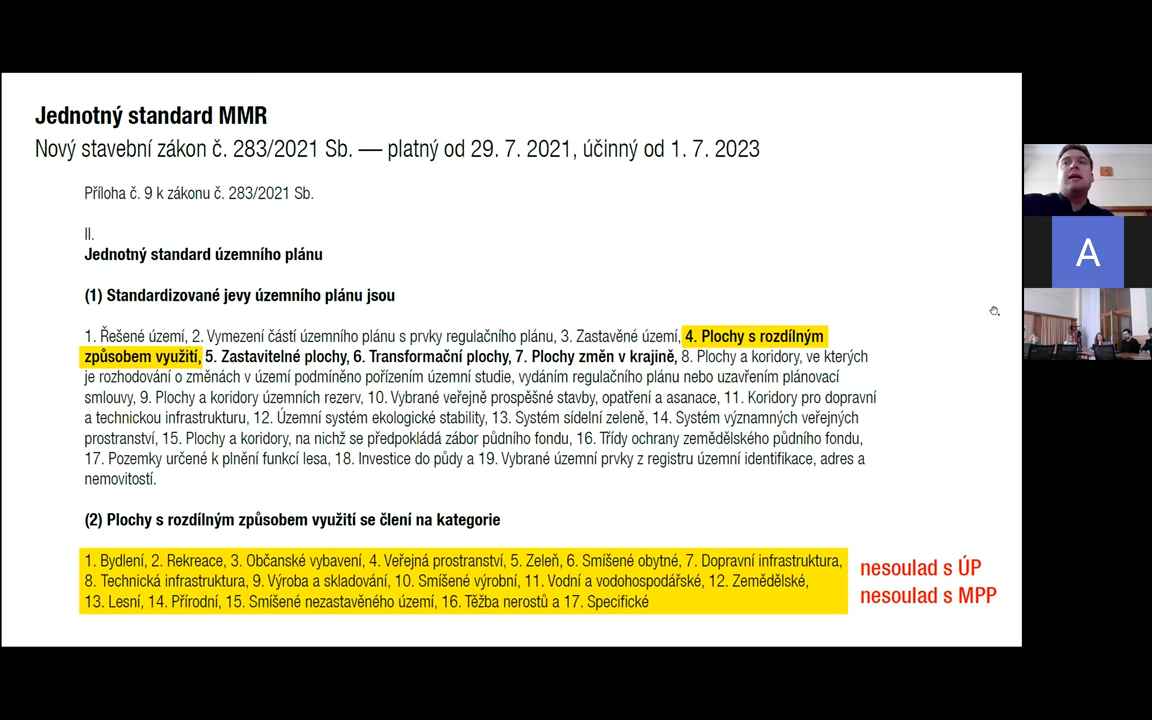 Jednotný standard MMR
Nový stavební zákon č. 283/2021 Sb. — platný od 29. 7. 2021, účinný od 1. 7. 2023
Příloha č. 9 k zákonu č. 283/2021 Sb.
II.
Jednotný standard územního plánu
(1) Standardizované jevy územního plánu jsou
1. Řešené území, 2. Vymezení částí územního plánu s prvky regulačního plánu, 3. Zastavěné území, 4. Plochy s rozdílným
způsobem využití, 5. Zastavitelné plochy, 6. Transformační plochy, 7. Plochy změn v krajině, 8. Plochy a koridory, ve kterých
je rozhodování o změnách v území podmíněno pořízením územní studie, vydáním regulačního plánu nebo uzavřením plánovací
smlouvy, 9. Plochy a koridory územních rezerv, 10. Vybrané veřejně prospěšné stavby, opatření a asanace, 11. Koridory pro dopravní
a technickou infrastrukturu, 12. Územní systém ekologické stability, 13. Systém sídelní zeleně, 14. Systém významných veřejných
prostranství, 15. Plochy a koridory, na nichž se předpokládá zábor půdního fondu, 16. Třídy ochrany zemědělského půdního fondu,
17. Pozemky určené k plnění funkcí lesa, 18. Investice do půdy a 19. Vybrané územní prvky z registru územní identifikace, adres a
nemovitostí.
(2) Plochy s rozdílným způsobem využití se člení na kategorie
1. Bydlení, 2. Rekreace, 3. Občanské vybavení, 4. Veřejná prostranství, 5. Zeleň, 6. Smíšené obytné, 7. Dopravní infrastruktura,
8. Technická infrastruktura, 9. Výroba a skladování, 10. Smíšené výrobní, 11. Vodní a vodohospodářské, 12. Zemědělské,
13. Lesní, 14. Přírodní, 15. Smíšené nezastavěného území, 16. Těžba nerostů a 17. Specifické
nesoulad s ÚP
nesoulad s MPP
A